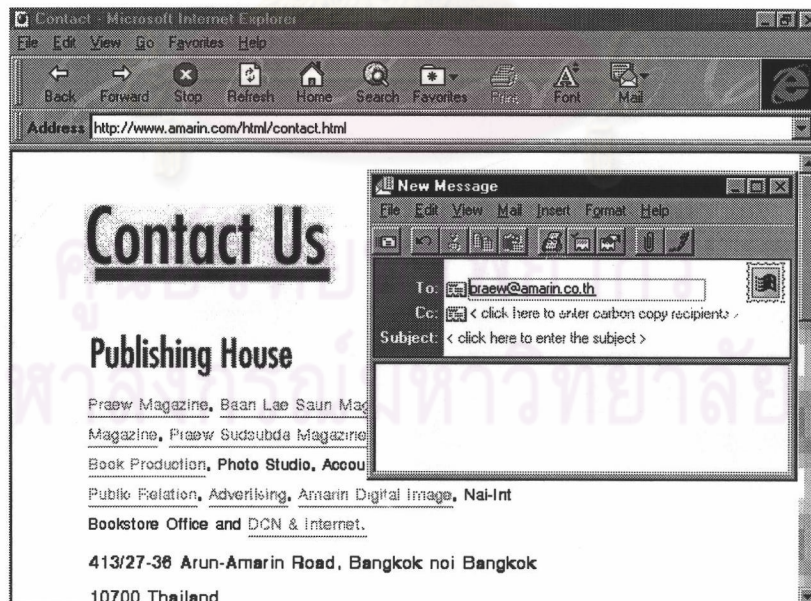 Contact - Microsoft Internet Explorer
File Edit View Go Favorites Help
Back Forward Stop Refresh Home Search Favorites Print Font Mail
Address http://www.amarin.com/html/contact.html
Contact Us
Publishing House
Praew Magazine, Baan Lae Saun Mag
Magazine, Praew Sudsubda Magazine
Book Production, Photo Studio, Accou
Public Relation, Advertising, Amarin Digital Image, Nai-Int
Bookstore Office and DCN & Internet.
413/27-36 Arun-Amarin Road, Bangkok noi Bangkok
10700 Thailand
New Message
File Edit View Mail Insert Format Help
To: praew@amarin.co.th
Cc: < click here to enter carbon copy recipients >
Subject: < click here to enter the subject >